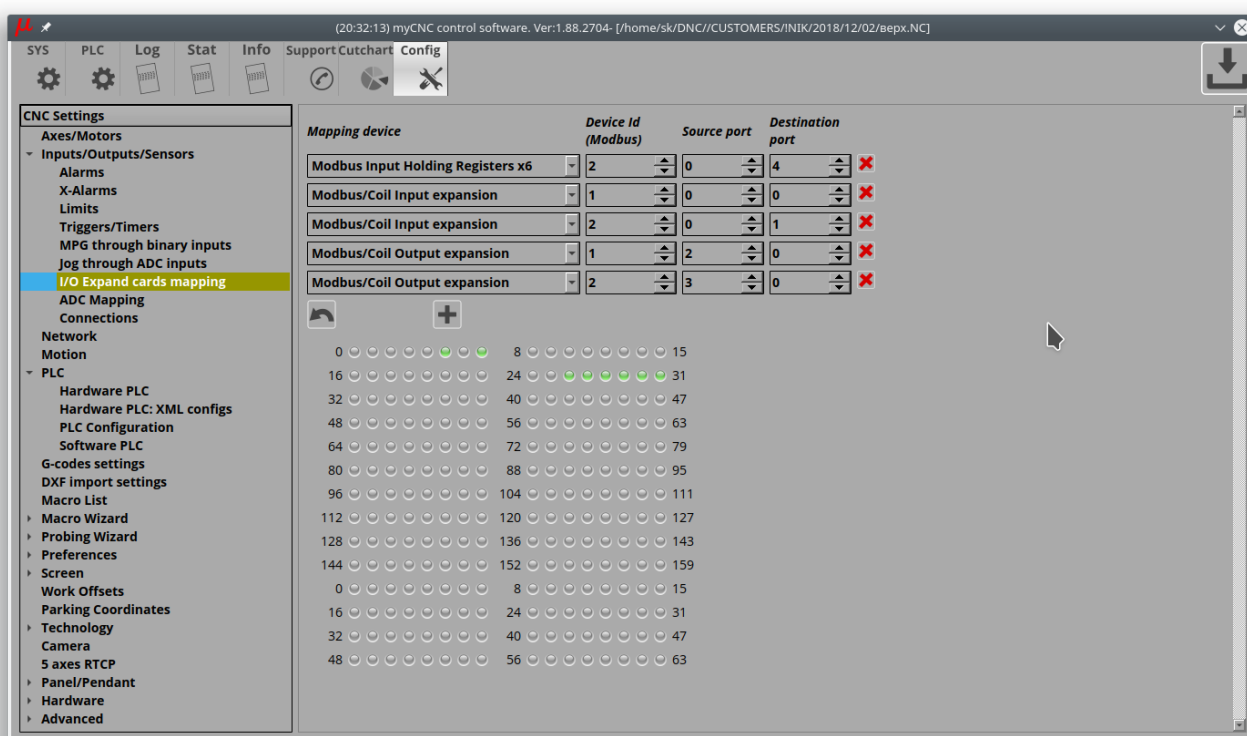 μ
(20:32:13) myCNC control software. Ver:1.88.2704- [/home/sk/DNC//CUSTOMERS/INIK/2018/12/02/вepx.NC]
SYS PLC Log Stat Info Support Cutchart Config
CNC Settings
Axes/Motors
Inputs/Outputs/Sensors
Alarms
X-Alarms
Limits
Triggers/Timers
MPG through binary inputs
Jog through ADC inputs
I/O Expand cards mapping
ADC Mapping
Connections
Network
Motion
PLC
Hardware PLC
Hardware PLC: XML configs
PLC Configuration
Software PLC
G-codes settings
DXF import settings
Macro List
Macro Wizard
Probing Wizard
Preferences
Screen
Work Offsets
Parking Coordinates
Technology
Camera
5 axes RTCP
Panel/Pendant
Hardware
Advanced
Mapping device Device Id (Modbus) Source port Destination port
Modbus Input Holding Registers x6 2 0 4
Modbus/Coil Input expansion 1 0 0
Modbus/Coil Input expansion 2 0 1
Modbus/Coil Output expansion 1 2 0
Modbus/Coil Output expansion 2 3 0
0 8 15
16 24 31
32 40 47
48 56 63
64 72 79
80 88 95
96 104 111
112 120 127
128 136 143
144 152 159
0 8 15
16 24 31
32 40 47
48 56 63